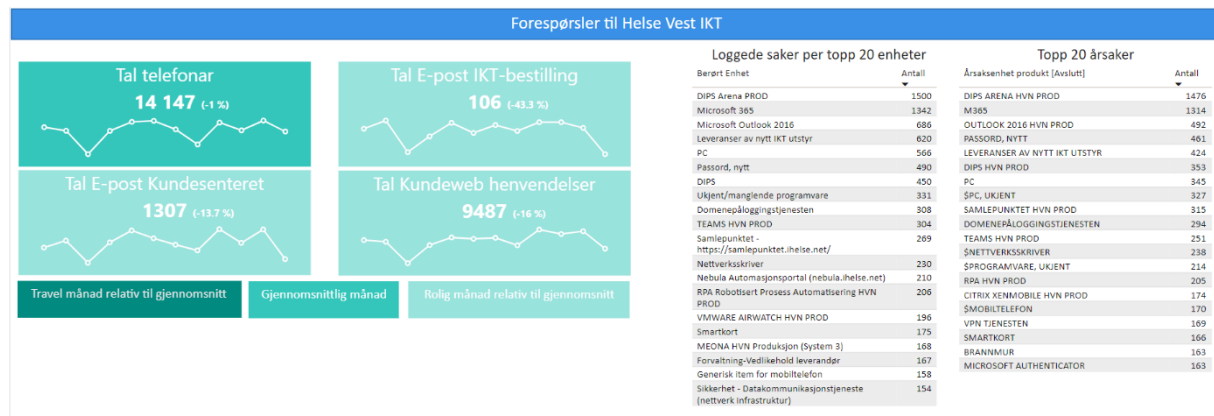 Forespørsler til Helse Vest IKT
Tal telefonar
14 147 (-1 %)
Tal E-post IKT-bestilling
106 (-43.3 %)
Tal E-post Kundesenteret
1307 (-13.7 %)
Tal Kundeweb henvendelser
9487 (-16 %)
Travel månad relativ til gjennomsnitt
Gjennomsnittlig månad
Rolig månad relativ til gjennomsnitt
Loggede saker per topp 20 enheter
Berørt Enhet Antall
DIPS Arena PROD 1500
Microsoft 365 1342
Microsoft Outlook 2016 686
Leveranser av nytt IKT utstyr 620
PC 566
Passord, nytt 490
DIPS 450
Ukjent/manglende programvare 331
Domenepåloggingstjenesten 308
TEAMS HVN PROD 304
Samlepunktet - 269
https://samlepunktet.ihelse.net/
Nettverksskriver 230
Nebula Automasjonsportal (nebula.ihelse.net) 210
RPA Robotisert Prosess Automatisering HVN 206
PROD
VMWARE AIRWATCH HVN PROD 196
Smartkort 175
MEONA HVN Produksjon (System 3) 168
Forvaltning-Vedlikehold leverandør 167
Generisk Item for mobiltelefon 158
Sikkerhet - Datakommunikasjonstjeneste 154
(nettverk infrastruktur)
Topp 20 årsaker
Årsaksenhet produkt [Avslutt] Antall
DIPS ARENA HVN PROD 1476
M365 1314
OUTLOOK 2016 HVN PROD 492
PASSORD, NYTT 461
LEVERANSER AV NYTT IKT UTSTYR 424
DIPS HVN PROD 353
PC 345
$PC, UKJENT 327
SAMLEPUNKTET HVN PROD 315
DOMENEPÅLOGGINGSTJENESTEN 294
TEAMS HVN PROD 251
$NETTVERKSSKRIVER 238
$PROGRAMVARE, UKJENT 214
RPA HVN PROD 205
CITRIX XENMOBILE HVN PROD 174
$MOBILTELEFON 170
VPN TJENESTEN 169
SMARTKORT 166
BRANNMUR 163
MICROSOFT AUTHENTICATOR 163